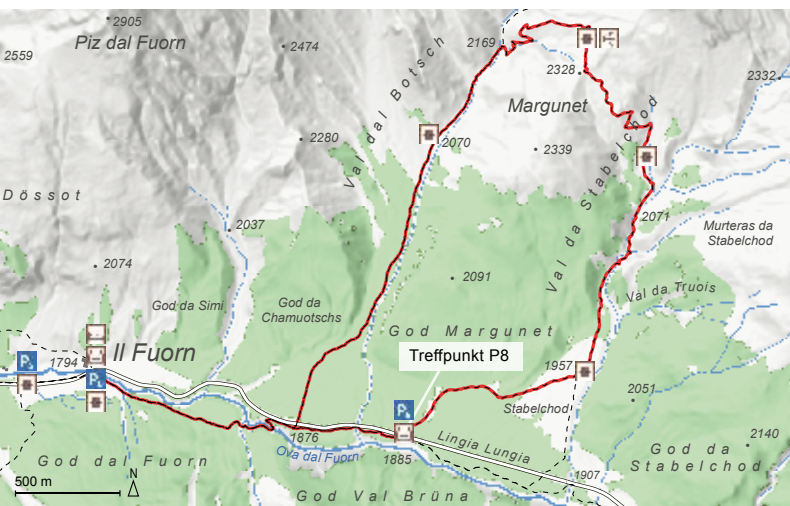 2905
Piz dal Fuorn
2559
2474
2169
2328
2332
Margunet
Val dal Botsch
2280
2070
2339
Val da Stabelchod
Dössot
2037
2071
Murteras da
Stabelchod
2074
2091
God da Simi
God da
Chamuotschs
Val da Truois
God Margunet
Il Fuorn
1794
P
Treffpunkt P8
1957
2051
P
P
Stabelchod
1876
Lingia Lungia
2140
God dal Fuorn
Ova dal Fuorn
1885
God da
Stabelchod
1907
500 m
N
God Val Brüna